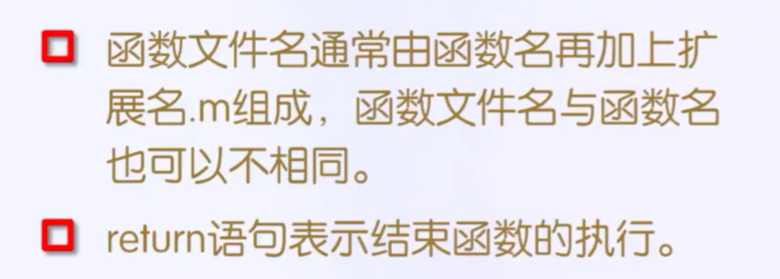 函数文件名通常由函数名再加上扩
展名.m组成，函数文件名与函数名
也可以不相同。
return语句表示结束函数的执行。